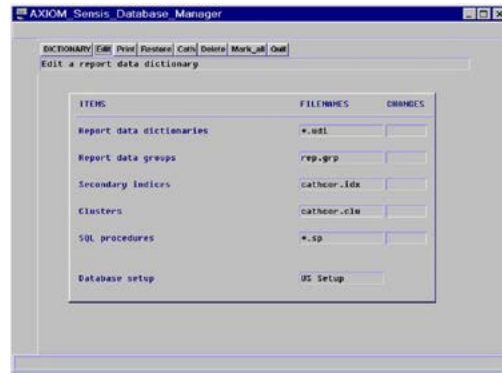 AXIOM_Sensis_Database_Manager
DICTIONARY Edit Print Restore Cath Delete Mark_all Quit
Edit a report data dictionary
ITEMS FILENAMES CHANGES
Report data dictionaries *.udi
Report data groups rep.grp
Secondary indices cathcor.idx
Clusters cathcor.clu
SQL procedures *.sp
Database setup US Setup